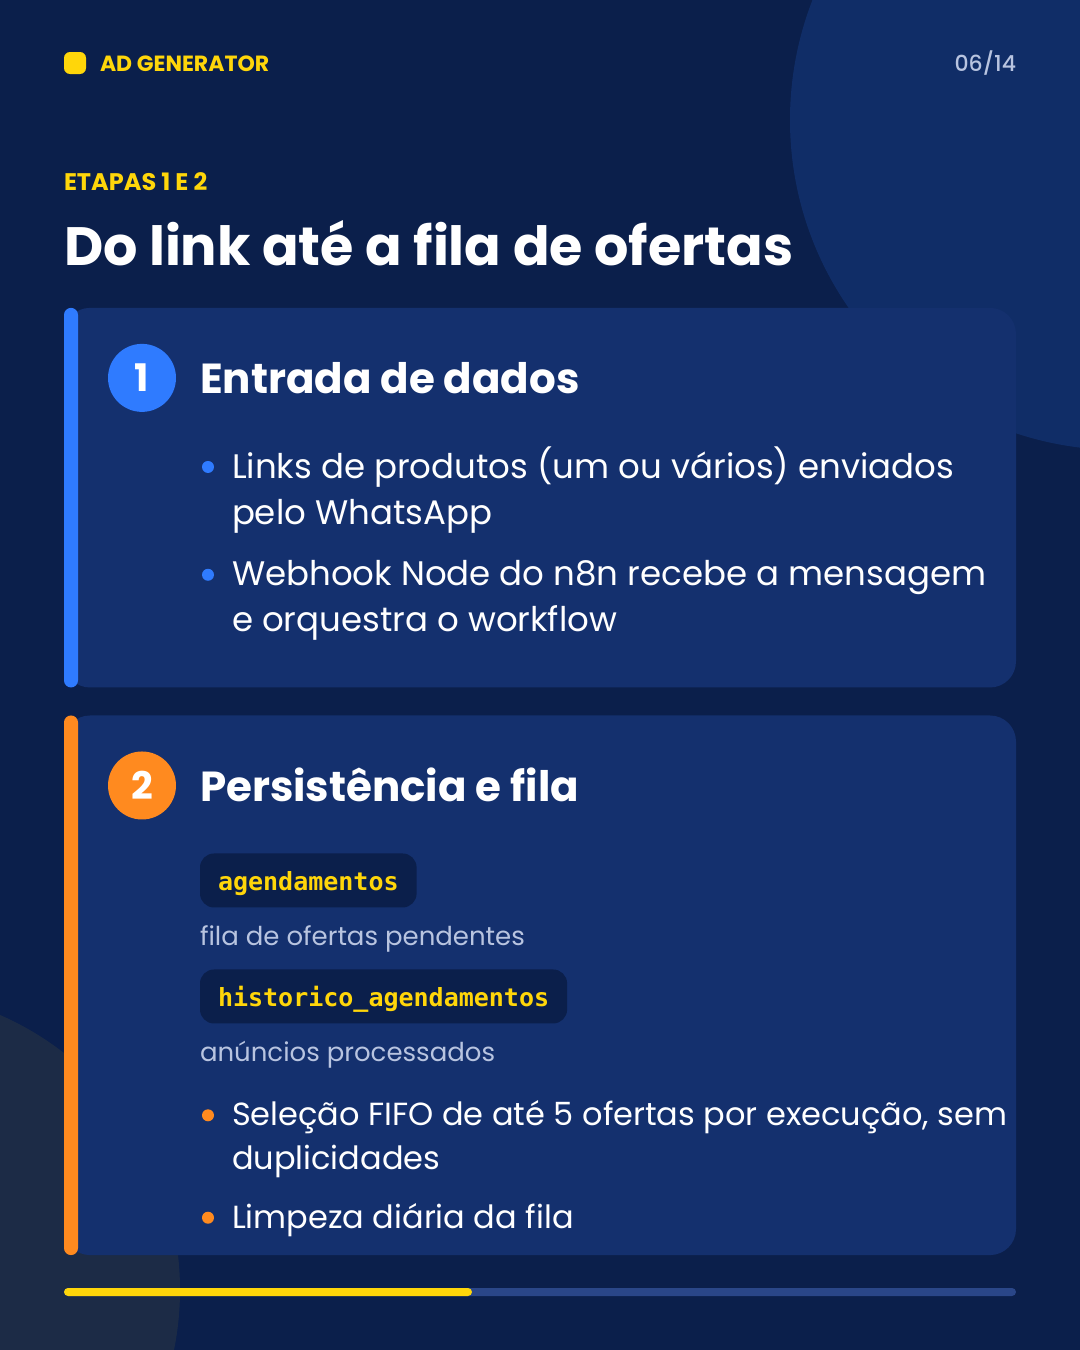 AD GENERATOR
06/14
ETAPAS 1 E 2
Do link até a fila de ofertas
1
Entrada de dados
Links de produtos (um ou vários) enviados
pelo WhatsApp
Webhook Node do n8n recebe a mensagem
e orquestra o workflow
2
Persistência e fila
agendamentos
fila de ofertas pendentes
historico_agendamentos
anúncios processados
Seleção FIFO de até 5 ofertas por execução, sem
duplicidades
Limpeza diária da fila